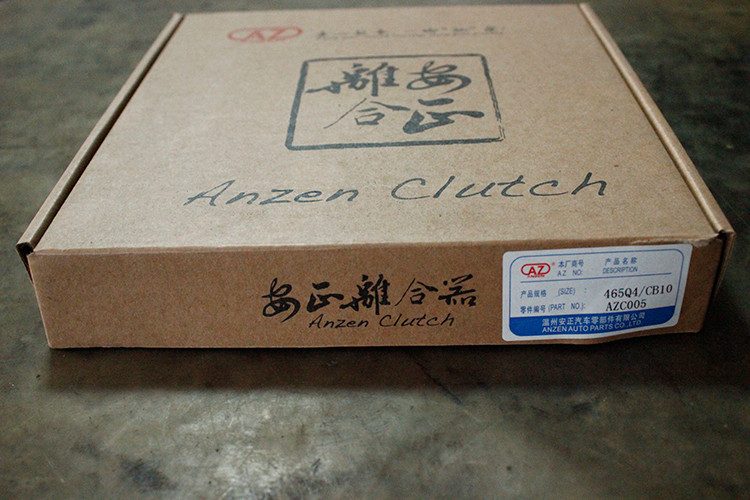 AZ
離安
合正
Anzen Clutch
安正離合器
Anzen Clutch
AZ 本厂商号 产品名称
A Z NO: DESCRIPTION
产品规格 (SIZE) : 465Q4/CB10
零件编号(PART NO.): AZC005
温州安正汽车零部件有限公司
ANZEN AUTO PARTS CO.,LTD.